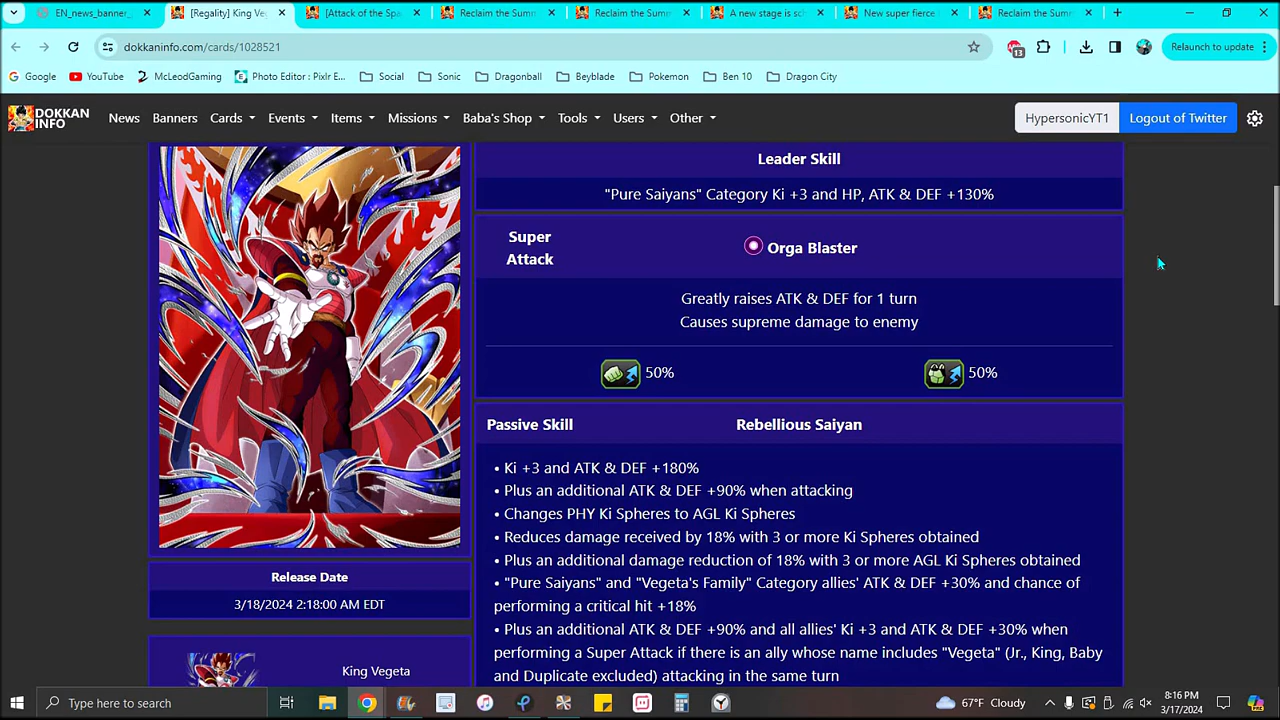 EN_news_banner_
[Regality] King Ve
[Attack of the Spa
Reclaim the Summ
Reclaim the Summ
A new stage is sch
New super fierce
Reclaim the Summ
dokkaninfo.com/cards/1028521
13
Relaunch to update
Google
YouTube
McLeodGaming
Photo Editor : Pixlr E...
Social
Sonic
Dragonball
Beyblade
Pokemon
Ben 10
Dragon City
DOKKAN
INFO
News
Banners
Cards
Events
Items
Missions
Baba's Shop
Tools
Users
Other
HypersonicYT1
Logout of Twitter
Leader Skill
"Pure Saiyans" Category Ki +3 and HP, ATK & DEF +130%
Super
Attack
Orga Blaster
Greatly raises ATK & DEF for 1 turn
Causes supreme damage to enemy
50%
50%
Passive Skill
Rebellious Saiyan
• Ki +3 and ATK & DEF +180%
• Plus an additional ATK & DEF +90% when attacking
• Changes PHY Ki Spheres to AGL Ki Spheres
• Reduces damage received by 18% with 3 or more Ki Spheres obtained
• Plus an additional damage reduction of 18% with 3 or more AGL Ki Spheres obtained
• "Pure Saiyans" and "Vegeta's Family" Category allies' ATK & DEF +30% and chance of
performing a critical hit +18%
• Plus an additional ATK & DEF +90% and all allies' Ki +3 and ATK & DEF +30% when
performing a Super Attack if there is an ally whose name includes "Vegeta" (Jr., King, Baby
and Duplicate excluded) attacking in the same turn
Release Date
3/18/2024 2:18:00 AM EDT
King Vegeta
Type here to search
67°F Cloudy
8:16 PM
3/17/2024